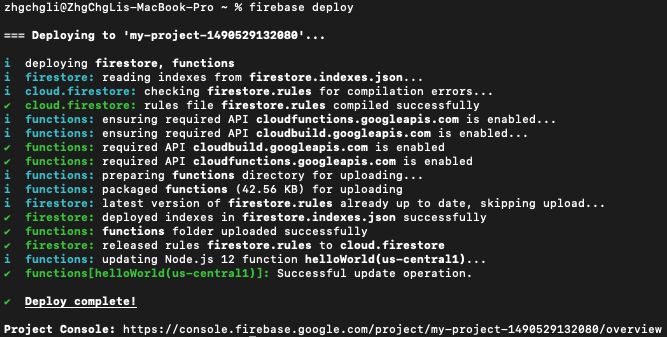 zhgchgli@ZhgChgLis-MacBook-Pro ~ % firebase deploy
=== Deploying to 'my-project-1490529132080'...
i  deploying firestore, functions
i  firestore: reading indexes from firestore.indexes.json...
i  cloud.firestore: checking firestore.rules for compilation errors...
✔  cloud.firestore: rules file firestore.rules compiled successfully
i  functions: ensuring required API cloudfunctions.googleapis.com is enabled...
i  functions: ensuring required API cloudbuild.googleapis.com is enabled...
✔  functions: required API cloudbuild.googleapis.com is enabled
✔  functions: required API cloudfunctions.googleapis.com is enabled
i  functions: preparing functions directory for uploading...
i  functions: packaged functions (42.56 KB) for uploading
i  firestore: latest version of firestore.rules already up to date, skipping upload...
✔  firestore: deployed indexes in firestore.indexes.json successfully
✔  functions: functions folder uploaded successfully
✔  firestore: released rules firestore.rules to cloud.firestore
i  functions: updating Node.js 12 function helloWorld(us-central1)...
✔  functions[helloWorld(us-central1)]: Successful update operation.
✔  Deploy complete!
Project Console: https://console.firebase.google.com/project/my-project-1490529132080/overview